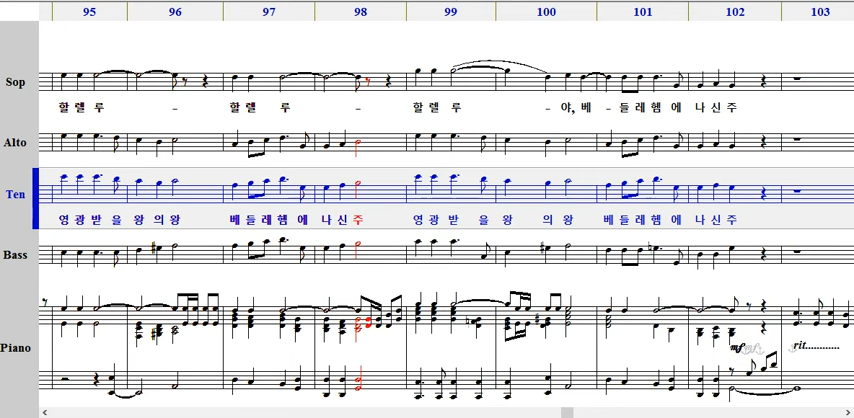 95 96 97 98 99 100 101 102 103
Sop
할 렐 루 - 할 렐 루 - 할 렐 루 - 야, 베 - 들 레 헴 에 나 신 주
Alto
Ten
영 광 받 을 왕 의 왕 베 들 레 헴 에 나 신 주 영 광 받 을 왕 의 왕 베 들 레 헴 에 나 신 주
Bass
Piano
mf mf rit............